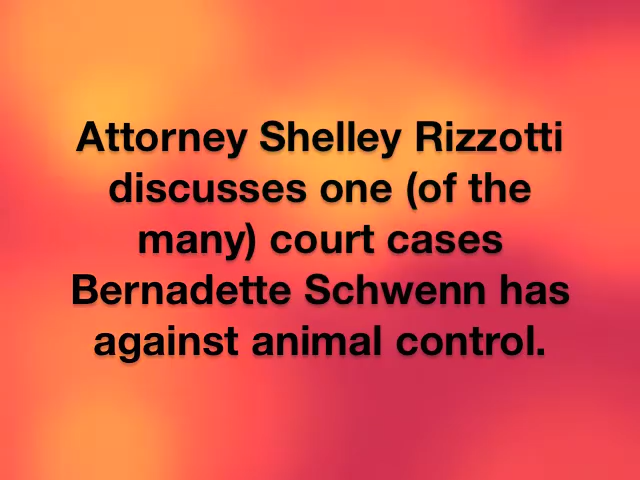 Attorney Shelley Rizzotti
discusses one (of the
many) court cases
Bernadette Schwenn has
against animal control.